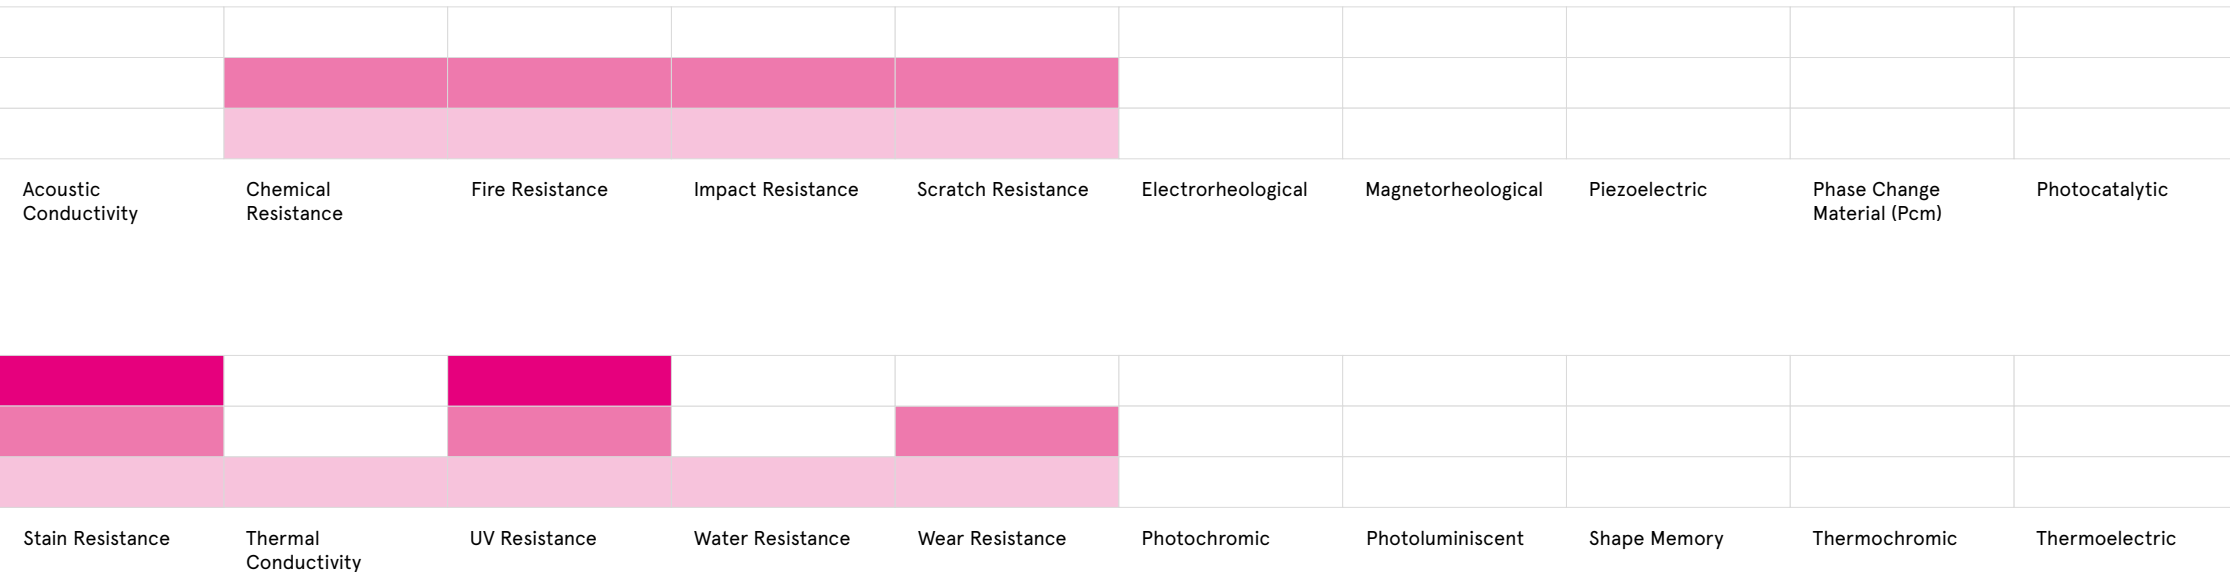 Acoustic
Conductivity
Chemical
Resistance
Fire Resistance
Impact Resistance
Scratch Resistance
Electrorheological
Magnetorheological
Piezoelectric
Phase Change
Material (Pcm)
Photocatalytic
Stain Resistance
Thermal
Conductivity
UV Resistance
Water Resistance
Wear Resistance
Photochromic
Photoluminiscent
Shape Memory
Thermochromic
Thermoelectric